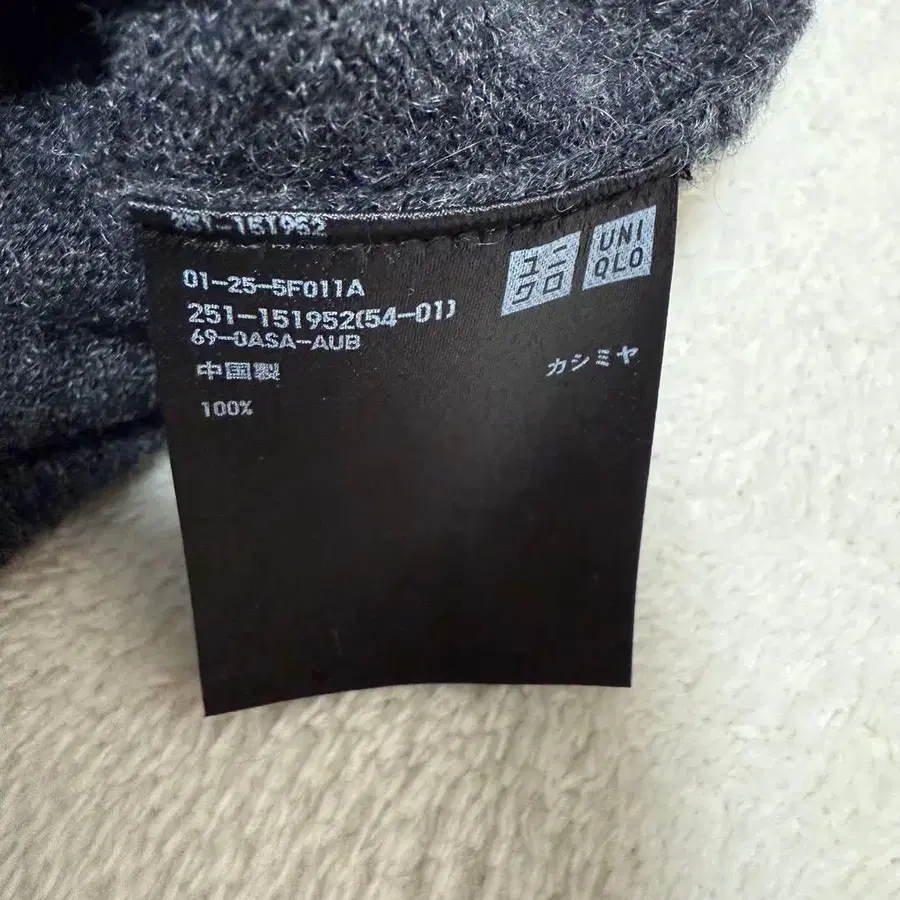 251-151952
01-25-5F011A
251-151952(54-01)
69-0ASA-AUB
中国製
カシミヤ
100%
ユニ
クロ
UNI
QLO